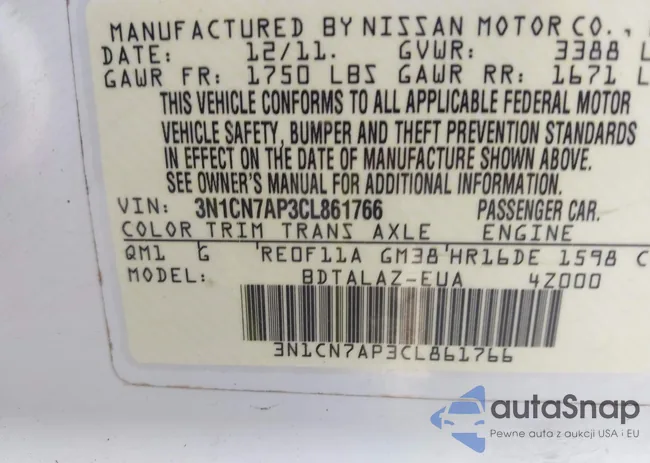 MANUFACTURED BY NISSAN MOTOR CO.,
DATE: 12/11. GVWR: 3388 L
GAWR FR: 1750 LBS GAWR RR: 1671 L
THIS VEHICLE CONFORMS TO ALL APPLICABLE FEDERAL MOTOR
VEHICLE SAFETY, BUMPER AND THEFT PREVENTION STANDARDS
IN EFFECT ON THE DATE OF MANUFACTURE SHOWN ABOVE.
SEE OWNER'S MANUAL FOR ADDITIONAL INFORMATION.
VIN: 3N1CN7AP3CL861766 PASSENGER CAR.
COLOR TRIM TRANS AXLE ENGINE
QM1 G RE0F11A GM38 HR16DE 1598 C
MODEL: BDTALAZ-EUA 4Z000
3N1CN7AP3CL861766
autaSnap
Pewne auta z aukcji USA i EU